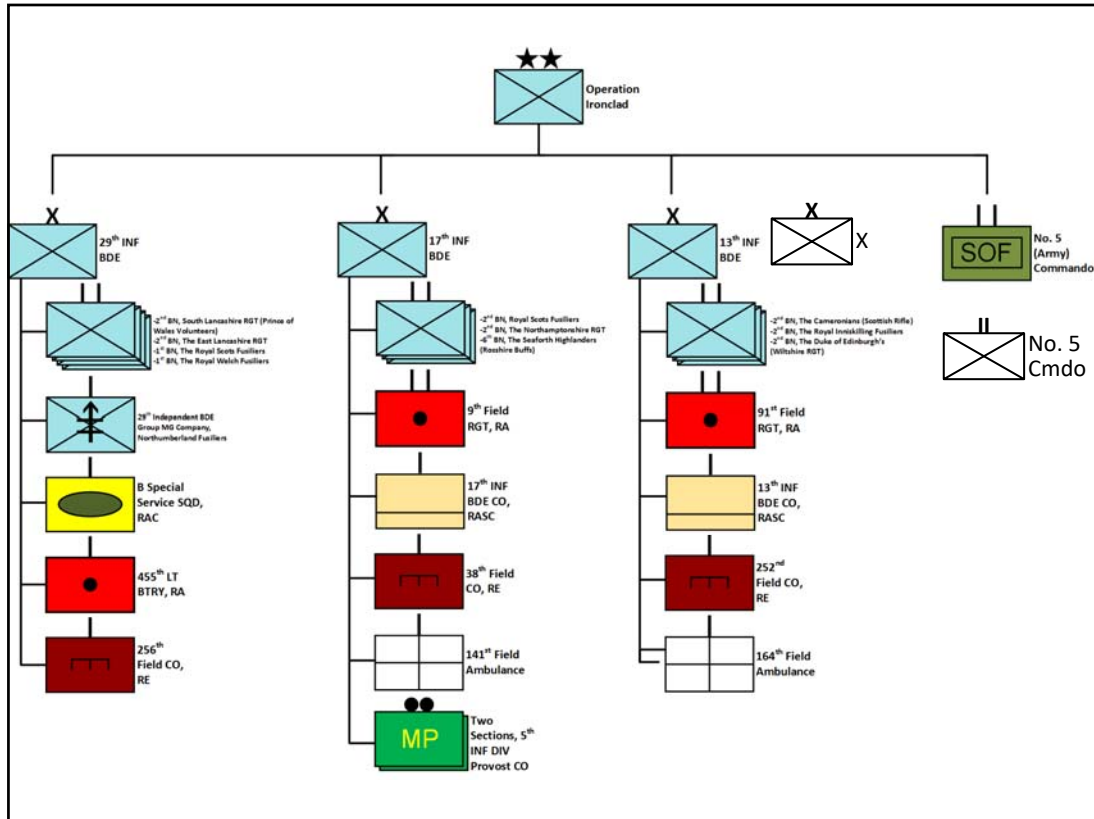 Operation
Ironclad
X
29th INF
BDE
-2nd BN, South Lancashire RGT (Prince of
Wales Volunteers)
-2nd BN, The East Lancashire RGT
-1st BN, The Royal Scots Fusiliers
-1st BN, The Royal Welch Fusiliers
29th Independent BDE
Group MG Company,
Northumberland Fusiliers
B Special
Service SQD,
RAC
455th LT
BTRY, RA
256th
Field CO,
RE
X
17th INF
BDE
-2nd BN, Royal Scots Fusiliers
-2nd BN, The Northamptonshire RGT
-6th BN, The Seaforth Highlanders
(Rosshire Buffs)
9th Field
RGT, RA
17th INF
BDE CO,
RASC
38th Field
CO, RE
141st Field
Ambulance
MP
Two
Sections, 5th
INF DIV
Provost CO
X
13th INF
BDE
-2nd BN, The Cameronians (Scottish Rifle)
-2nd BN, The Royal Inniskilling Fusiliers
-2nd BN, The Duke of Edinburgh's
(Wiltshire RGT)
91st Field
RGT, RA
13th INF
BDE CO,
RASC
252nd
Field CO,
RE
164th Field
Ambulance
X
X
SOF
No. 5
(Army)
Commando
II
No. 5
Cmdo